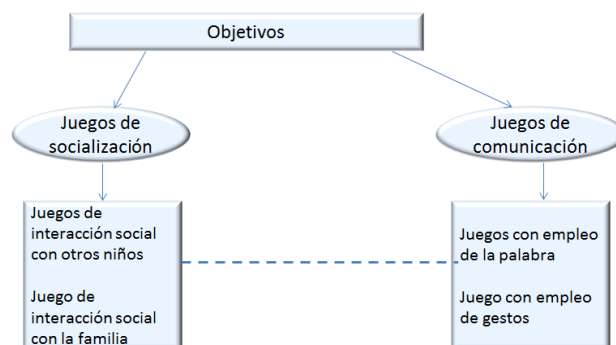 Objetivos
Juegos de
socialización
Juegos de
comunicación
Juegos de
interacción social
con otros niños
Juego de
interacción social
con la familia
Juegos con empleo
de la palabra
Juego con empleo
de gestos